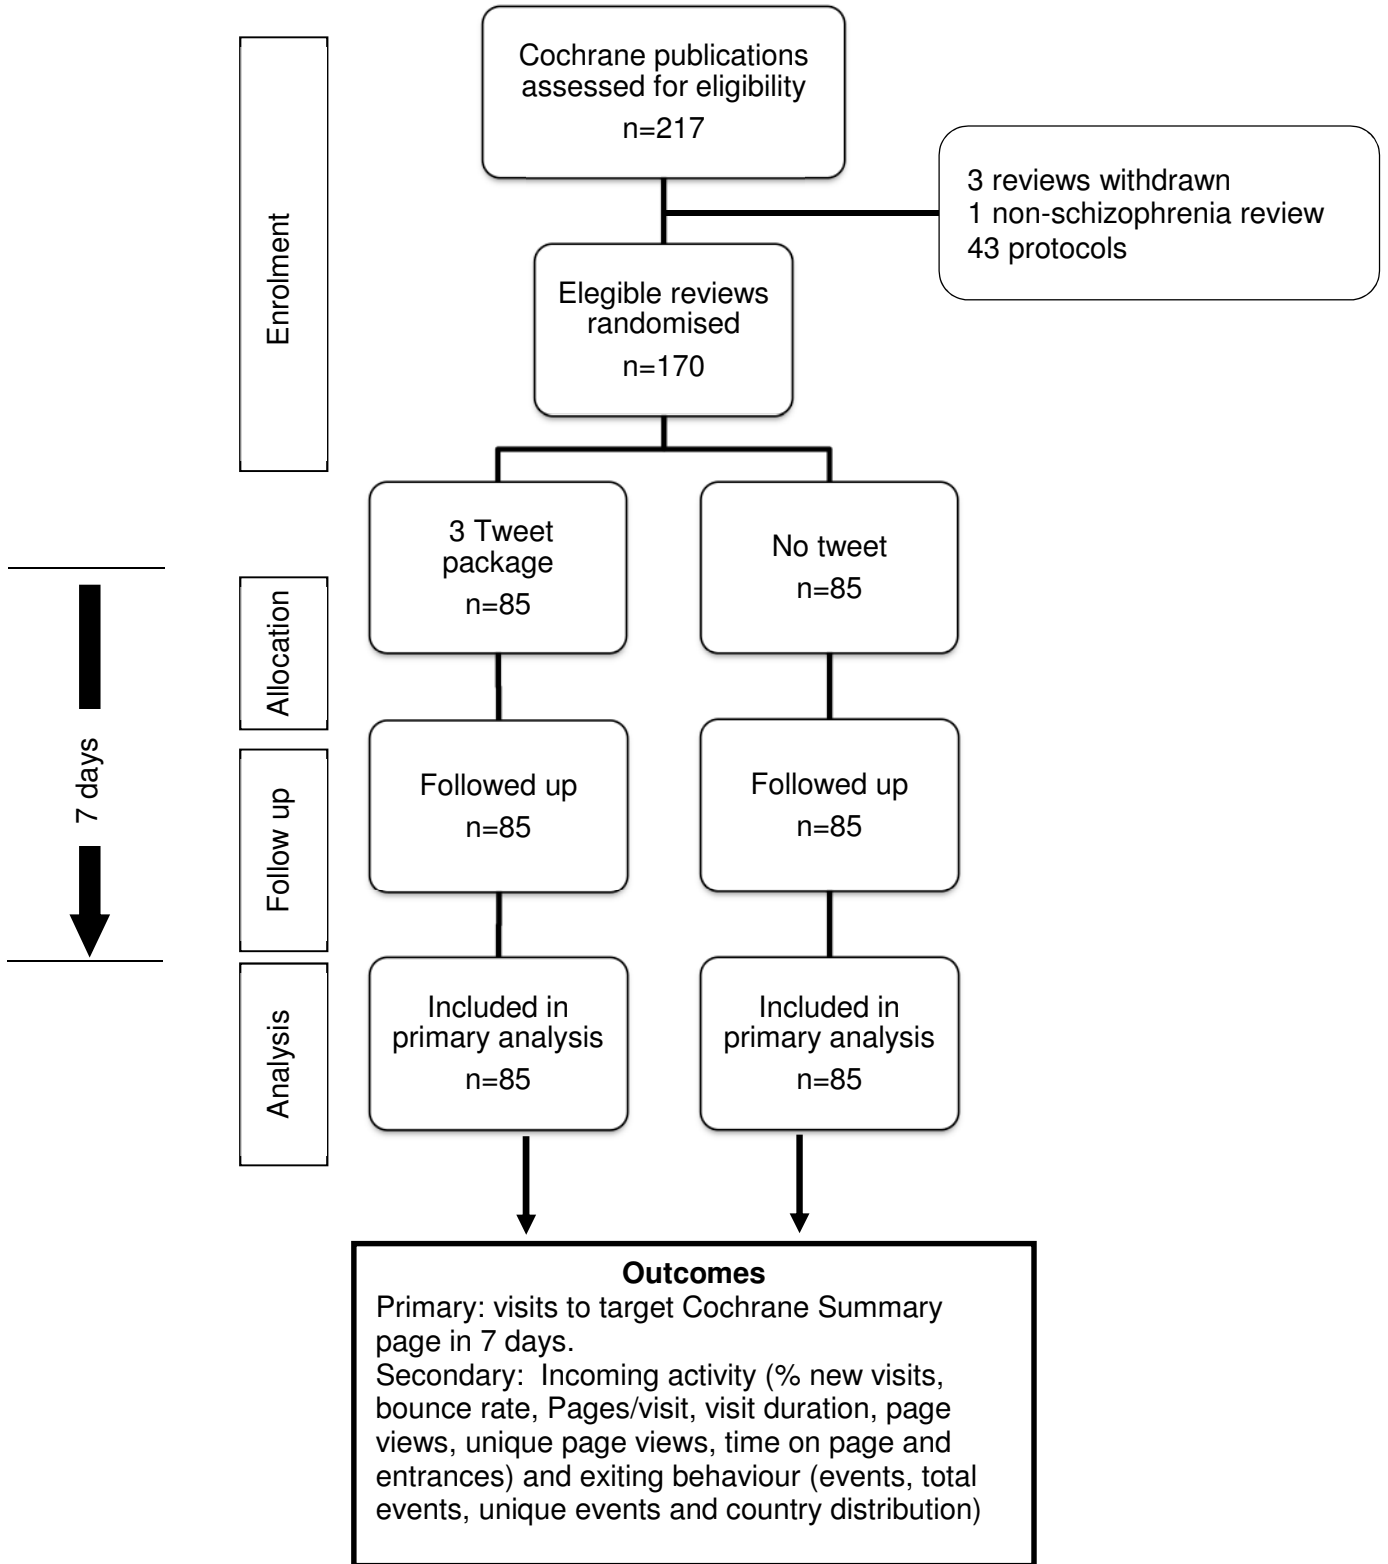 Cochrane publications
assessed for eligibility
n=217
3 reviews withdrawn
1 non-schizophrenia review
43 protocols
Enrolment
Elegible reviews
randomised
n=170
3 Tweet
package
n=85
No tweet
n=85
Allocation
7 days
Follow up
Followed up
n=85
Followed up
n=85
Analysis
Included in
primary analysis
n=85
Included in
primary analysis
n=85
Outcomes
Primary: visits to target Cochrane Summary
page in 7 days.
Secondary:  Incoming activity (% new visits,
bounce rate, Pages/visit, visit duration, page
views, unique page views, time on page and
entrances) and exiting behaviour (events, total
events, unique events and country distribution)